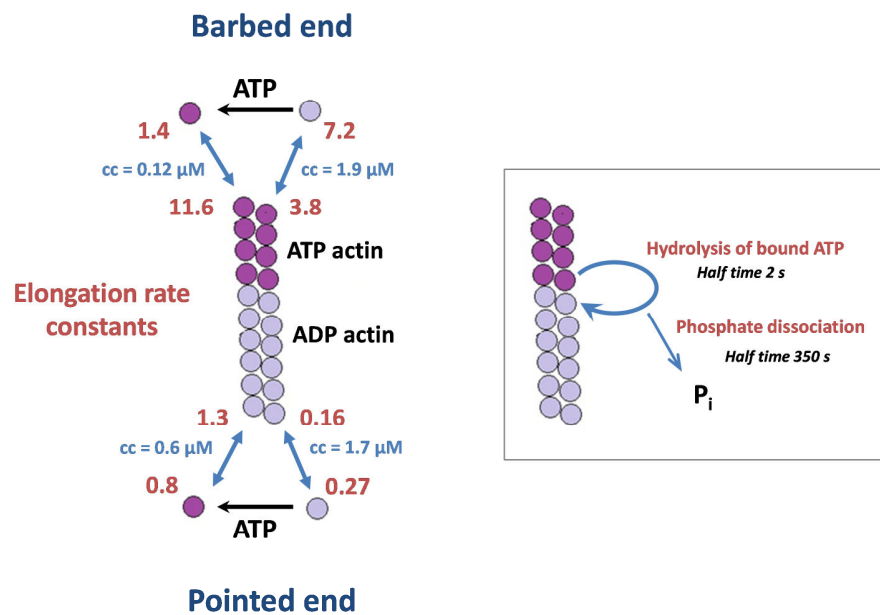 Barbed end
ATP
1.4
7.2
cc = 0.12 µM
cc = 1.9 µM
11.6
3.8
ATP actin
Elongation rate
constants
ADP actin
1.3
0.16
cc = 0.6 µM
cc = 1.7 µM
0.8
0.27
ATP
Pointed end
Hydrolysis of bound ATP
Half time 2 s
Phosphate dissociation
Half time 350 s
Pi